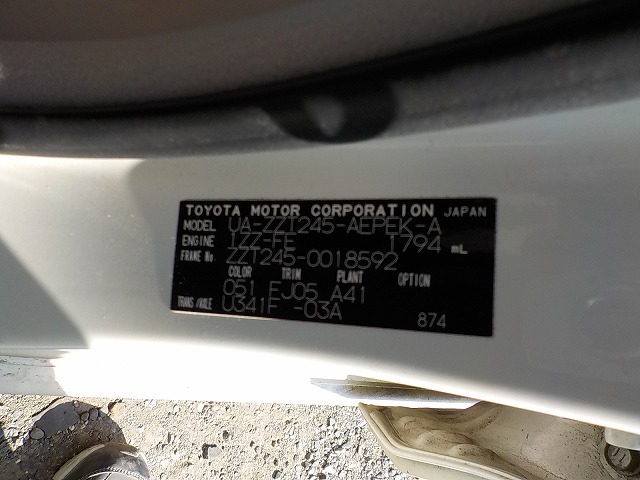 TOYOTA MOTOR CORPORATION JAPAN
MODEL UA-ZZT245-AEPEK-A
ENGINE 1ZZ-FE 1794 mL
FRAME No. ZZT245-0018592
COLOR TRIM PLANT OPTION
051 FJ05 A41
TRANS/AXLE U341F -03A
874